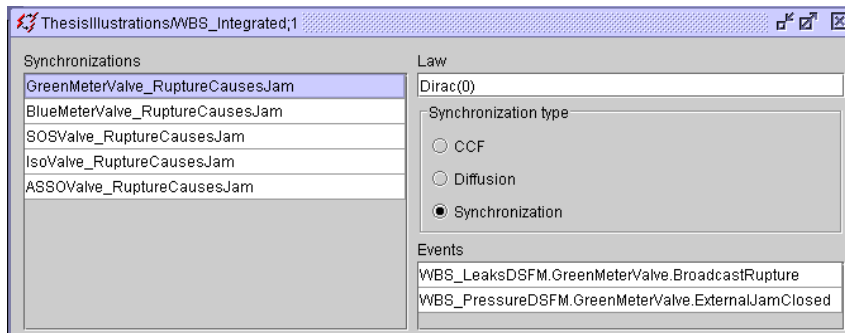 ThesisIllustrations/WBS_Integrated;1
Synchronizations
GreenMeterValve_RuptureCausesJam
BlueMeterValve_RuptureCausesJam
SOSValve_RuptureCausesJam
IsoValve_RuptureCausesJam
ASSOValve_RuptureCausesJam
Law
Dirac(0)
Synchronization type
CCF
Diffusion
Synchronization
Events
WBS_LeaksDSFM.GreenMeterValve.BroadcastRupture
WBS_PressureDSFM.GreenMeterValve.ExternalJamClosed